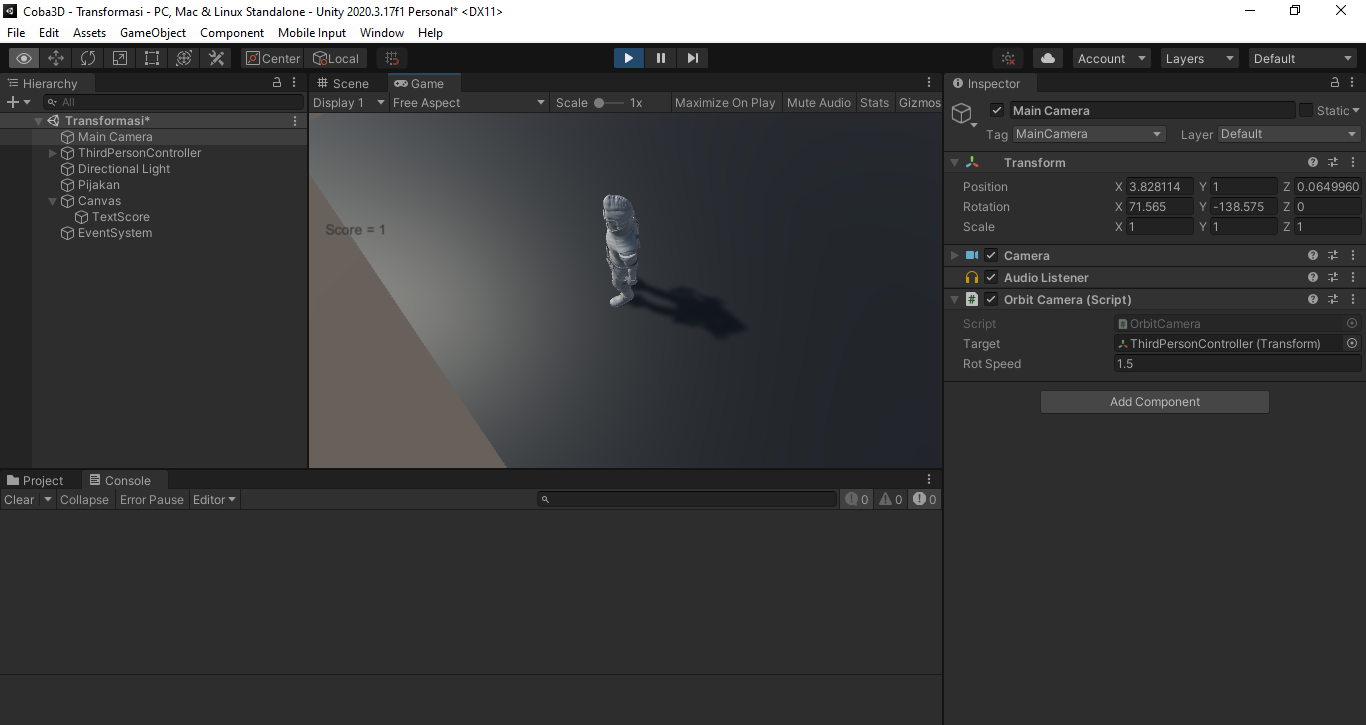 Coba3D - Transformasi - PC, Mac & Linux Standalone - Unity 2020.3.17f1 Personal* <DX11>
File Edit Assets GameObject Component Mobile Input Window Help
Center Local Account Layers Default
Hierarchy
All
Transformasi*
Main Camera
ThirdPersonController
Directional Light
Pijakan
Canvas
TextScore
EventSystem
Scene Game
Display 1 Free Aspect Scale 1x Maximize On Play Mute Audio Stats Gizmos
Score = 1
Inspector
Main Camera Static
Tag MainCamera Layer Default
Transform
Position X 3.828114 Y 1 Z 0.0649960
Rotation X 71.565 Y -138.575 Z 0
Scale X 1 Y 1 Z 1
Camera
Audio Listener
Orbit Camera (Script)
Script OrbitCamera
Target ThirdPersonController (Transform)
Rot Speed 1.5
Add Component
Project Console
Clear Collapse Error Pause Editor 0 0 0